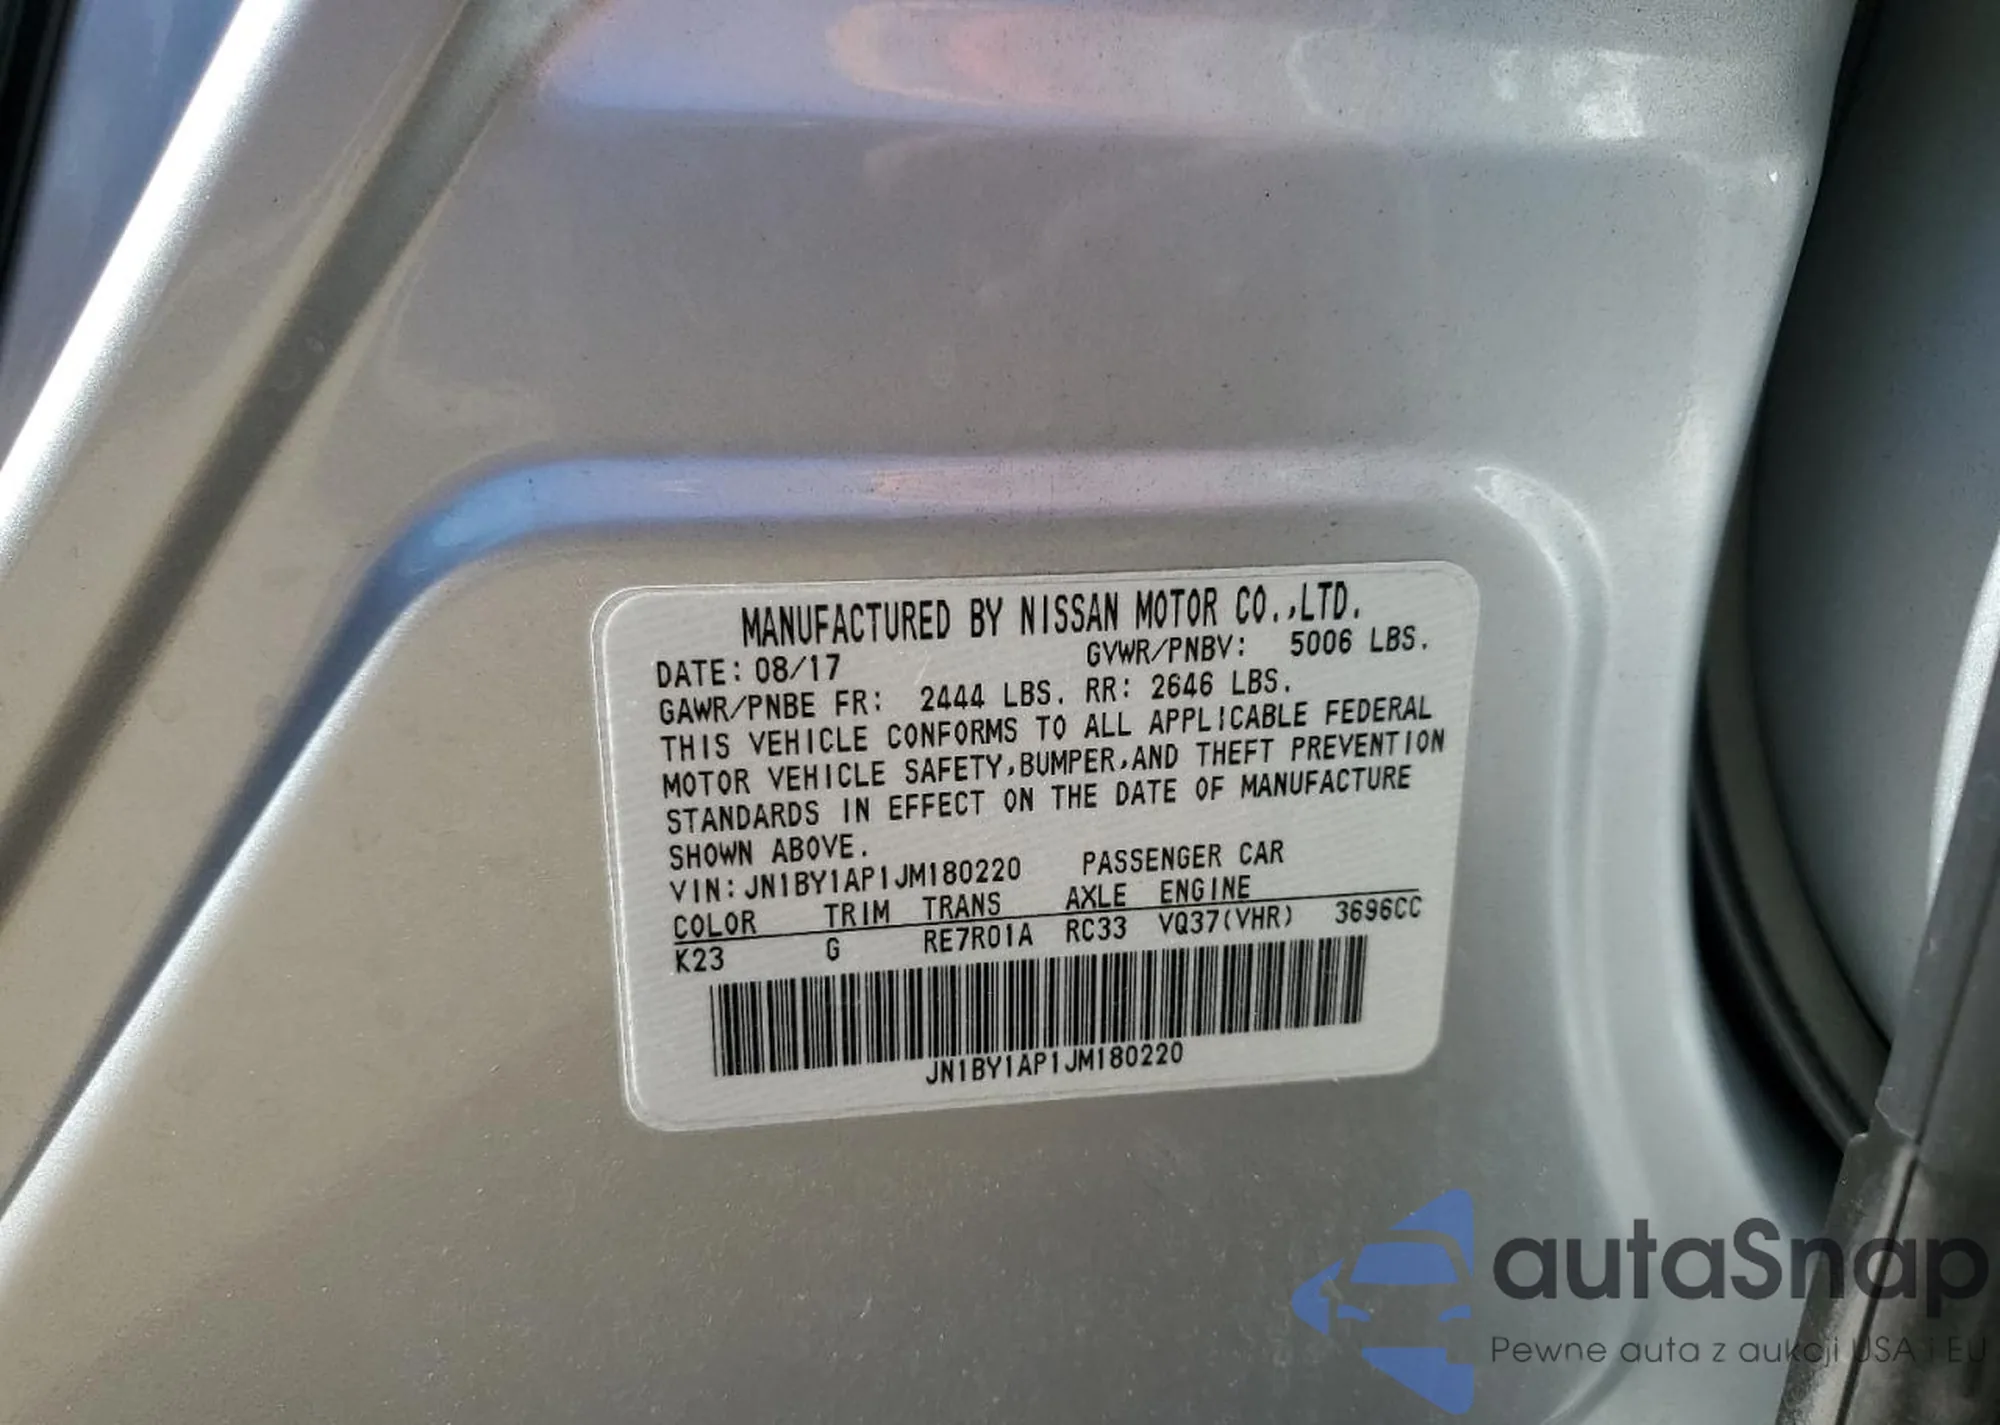 MANUFACTURED BY NISSAN MOTOR CO.,LTD.
DATE: 08/17 GVWR/PNBV: 5006 LBS.
GAWR/PNBE FR: 2444 LBS. RR: 2646 LBS.
THIS VEHICLE CONFORMS TO ALL APPLICABLE FEDERAL
MOTOR VEHICLE SAFETY,BUMPER,AND THEFT PREVENTION
STANDARDS IN EFFECT ON THE DATE OF MANUFACTURE
SHOWN ABOVE.
VIN: JN1BY1AP1JM180220 PASSENGER CAR
COLOR TRIM TRANS AXLE ENGINE
K23 G RE7R01A RC33 VQ37(VHR) 3696CC
JN1BY1AP1JM180220
autaSnap
Pewne auta z aukcji USA i EU